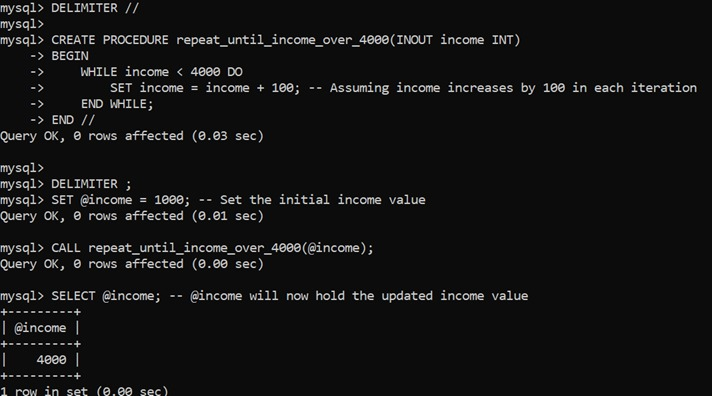 mysql> DELIMITER //
mysql>
mysql> CREATE PROCEDURE repeat_until_income_over_4000(INOUT income INT)
    -> BEGIN
    ->     WHILE income < 4000 DO
    ->         SET income = income + 100; -- Assuming income increases by 100 in each iteration
    ->     END WHILE;
    -> END //
Query OK, 0 rows affected (0.03 sec)

mysql>
mysql> DELIMITER ;
mysql> SET @income = 1000; -- Set the initial income value
Query OK, 0 rows affected (0.01 sec)

mysql> CALL repeat_until_income_over_4000(@income);
Query OK, 0 rows affected (0.00 sec)

mysql> SELECT @income; -- @income will now hold the updated income value
+---------+
| @income |
+---------+
|    4000 |
+---------+
1 row in set (0.00 sec)